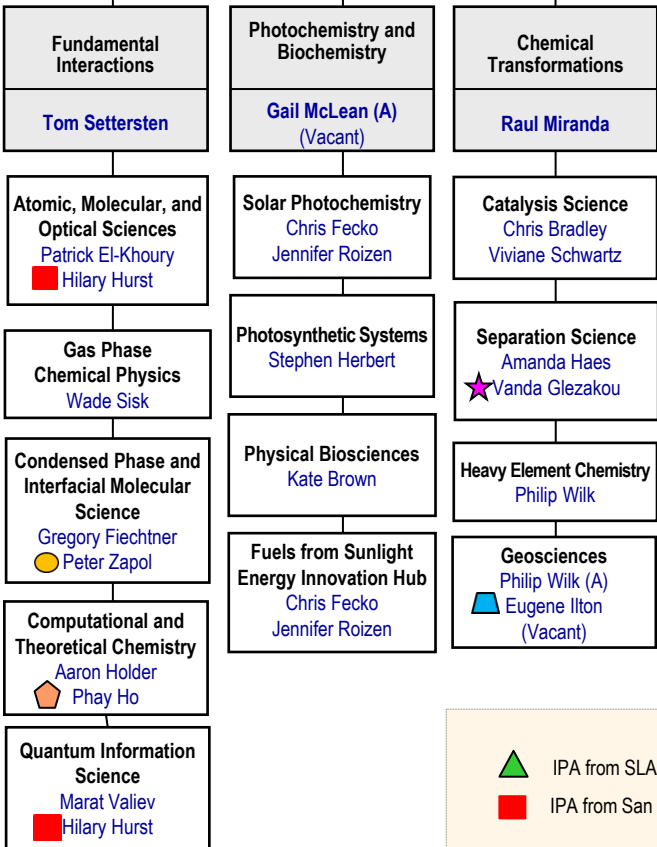 Fundamental
Interactions
Tom Settersten
Atomic, Molecular, and
Optical Sciences
Patrick El-Khoury
Hilary Hurst
Gas Phase
Chemical Physics
Wade Sisk
Condensed Phase and
Interfacial Molecular
Science
Gregory Fiechtner
Peter Zapol
Computational and
Theoretical Chemistry
Aaron Holder
Phay Ho
Quantum Information
Science
Marat Valiev
Hilary Hurst
Photochemistry and
Biochemistry
Gail McLean (A)
(Vacant)
Solar Photochemistry
Chris Fecko
Jennifer Roizen
Photosynthetic Systems
Stephen Herbert
Physical Biosciences
Kate Brown
Fuels from Sunlight
Energy Innovation Hub
Chris Fecko
Jennifer Roizen
Chemical
Transformations
Raul Miranda
Catalysis Science
Chris Bradley
Viviane Schwartz
Separation Science
Amanda Haes
Vanda Glezakou
Heavy Element Chemistry
Philip Wilk
Geosciences
Philip Wilk (A)
Eugene Ilton
(Vacant)
IPA from SLA
IPA from San